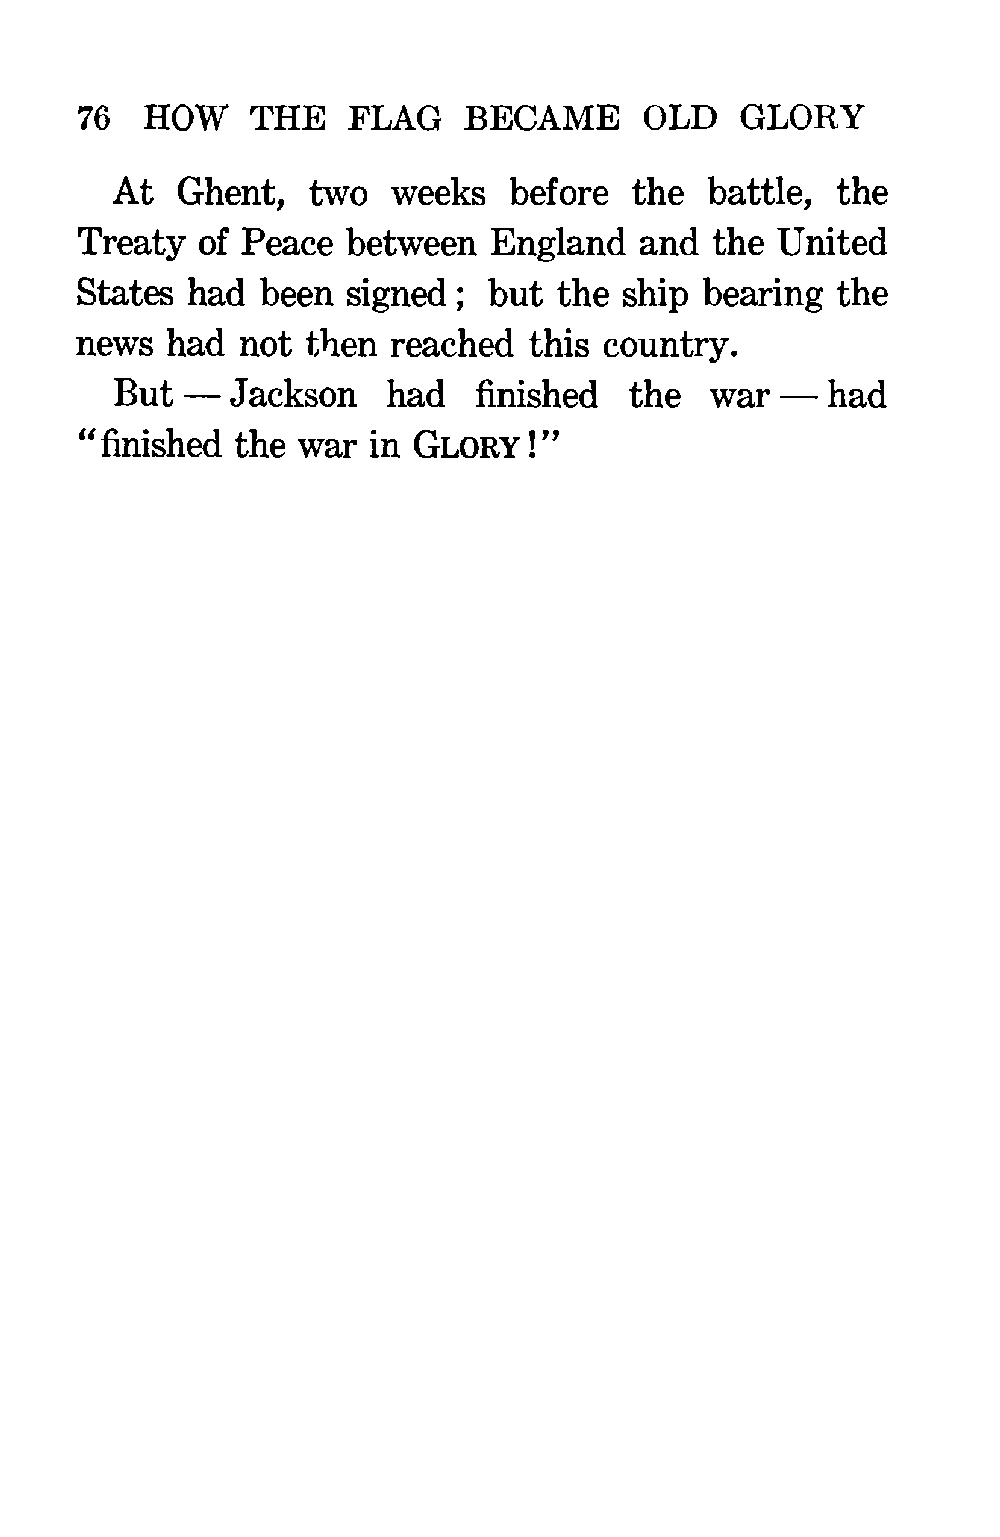 76 HOW THE FLAG BECAME OLD GLORY
At Ghent, two weeks before the battle, the
Treaty of Peace between England and the United
States had been signed; but the ship bearing the
news had not then reached this country.
But — Jackson had finished the war — had
“finished the war in GLORY!”